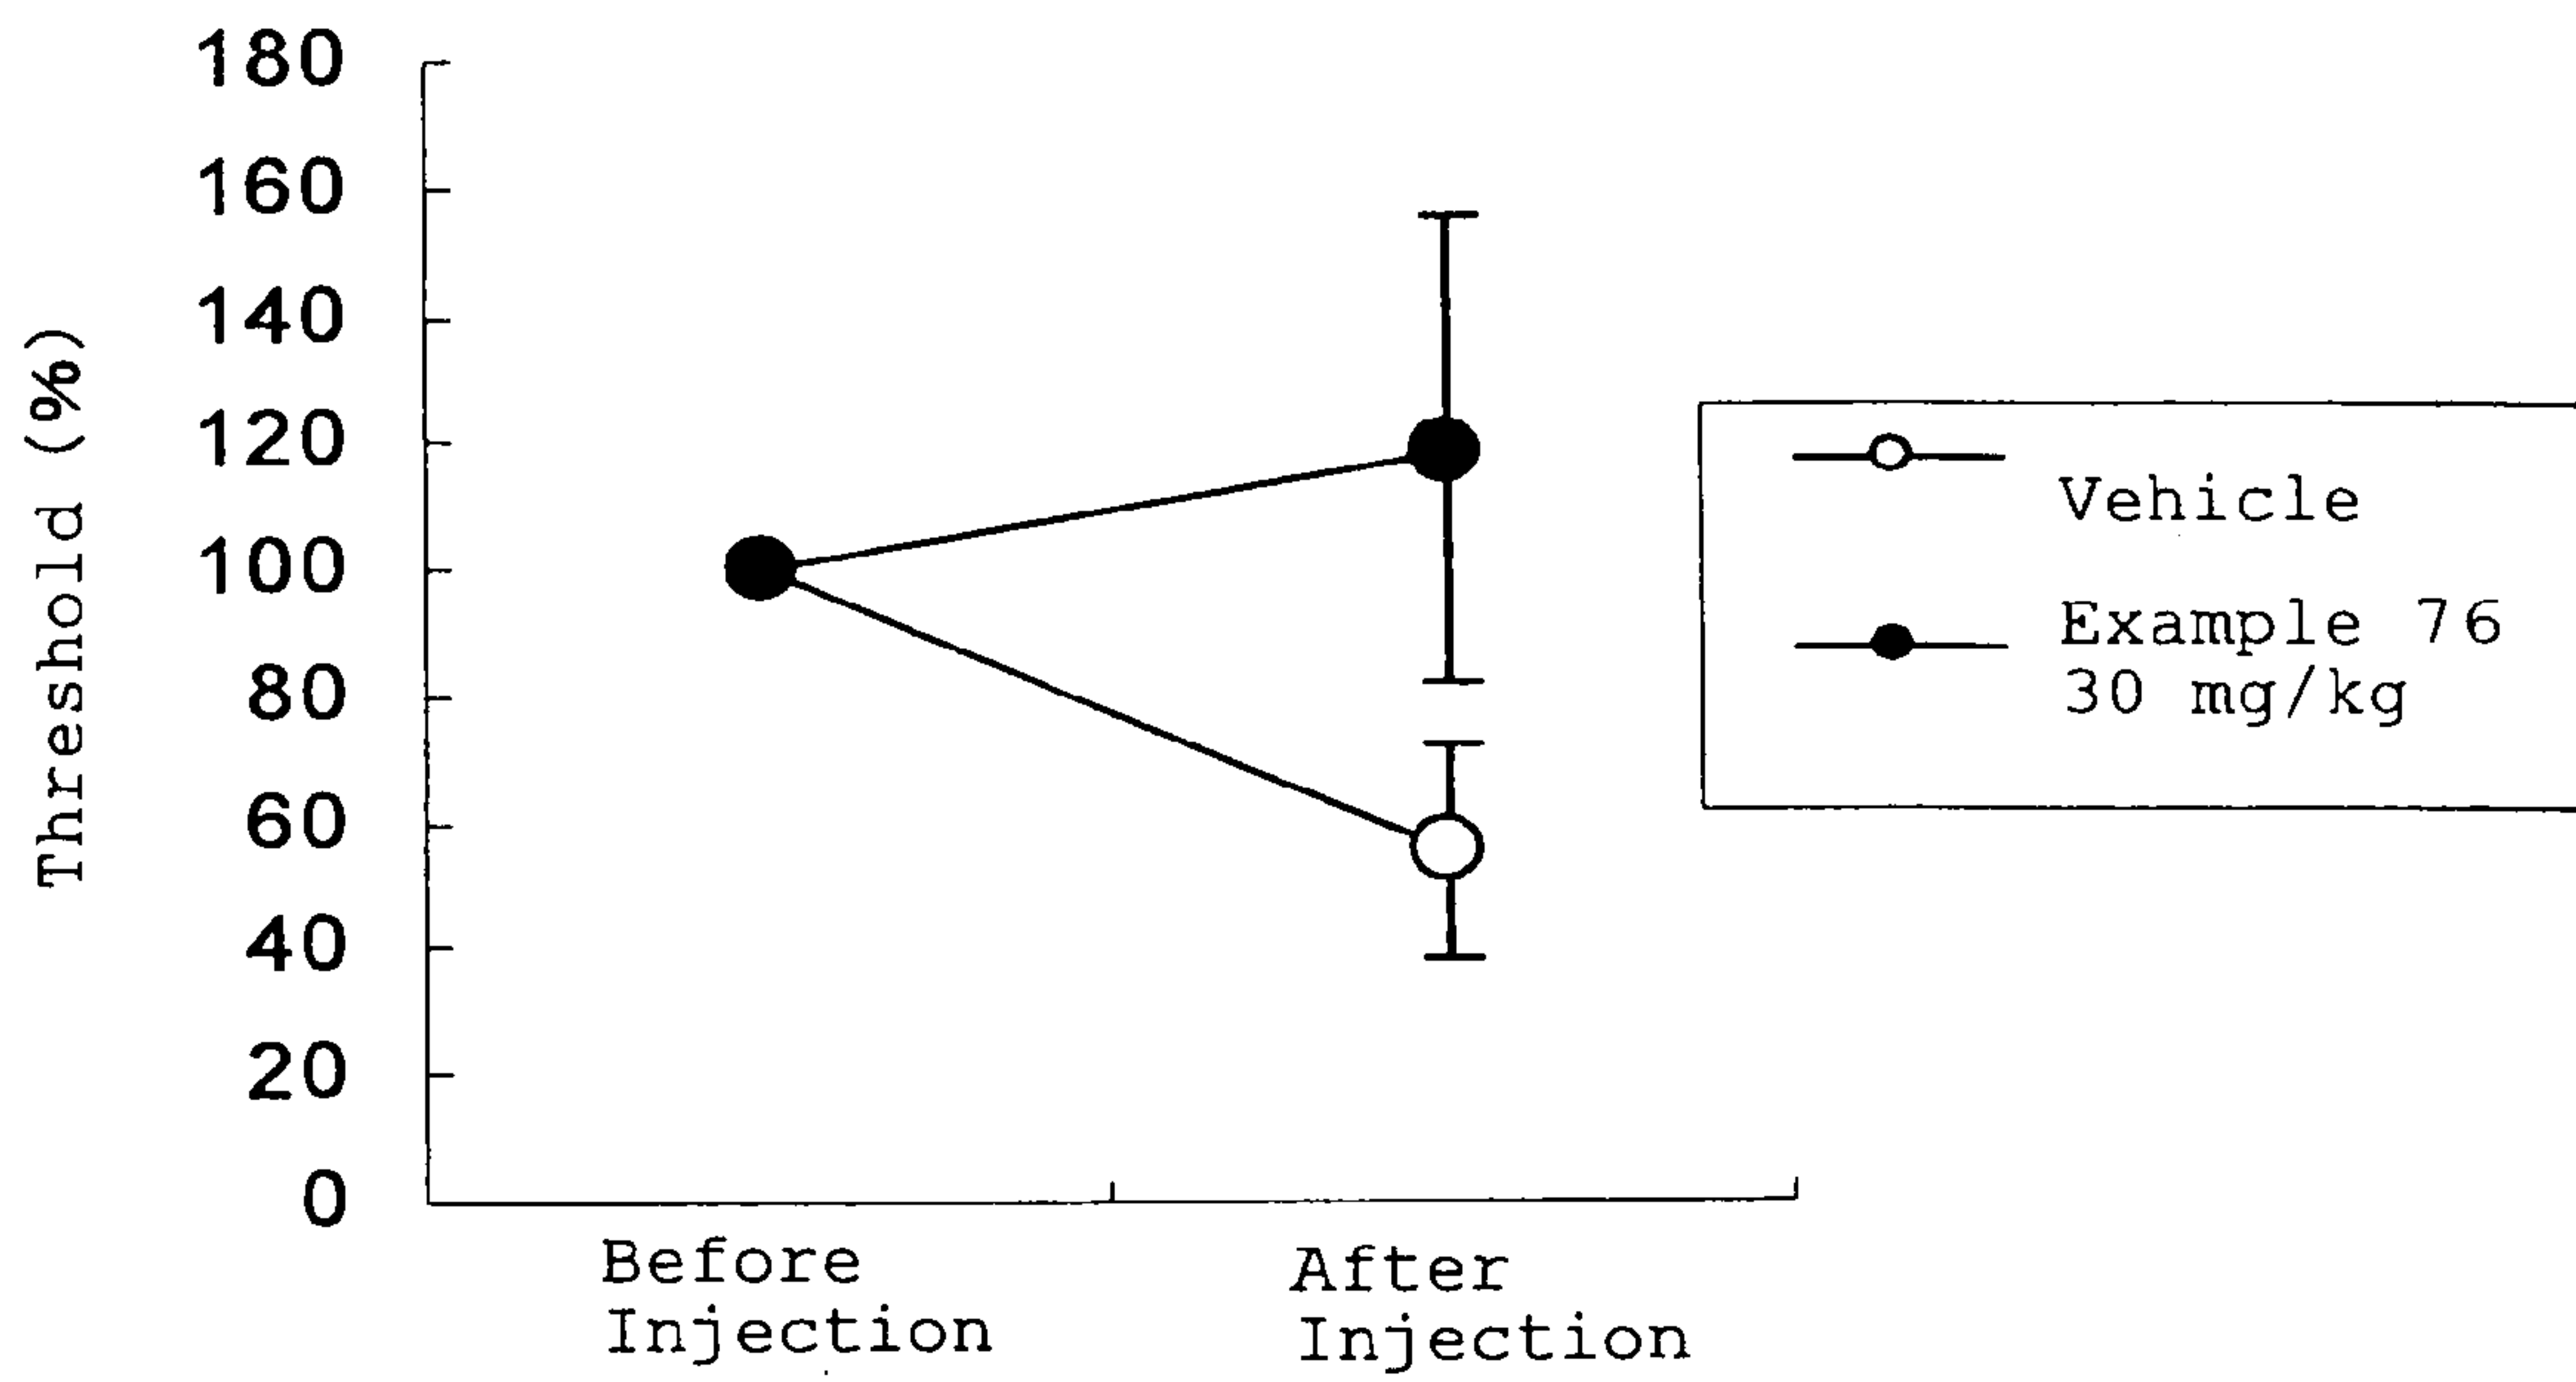 Threshold (%)
180
160
140
120
100
80
60
40
20
0
Before
Injection
After
Injection
Vehicle
Example 76
30 mg/kg